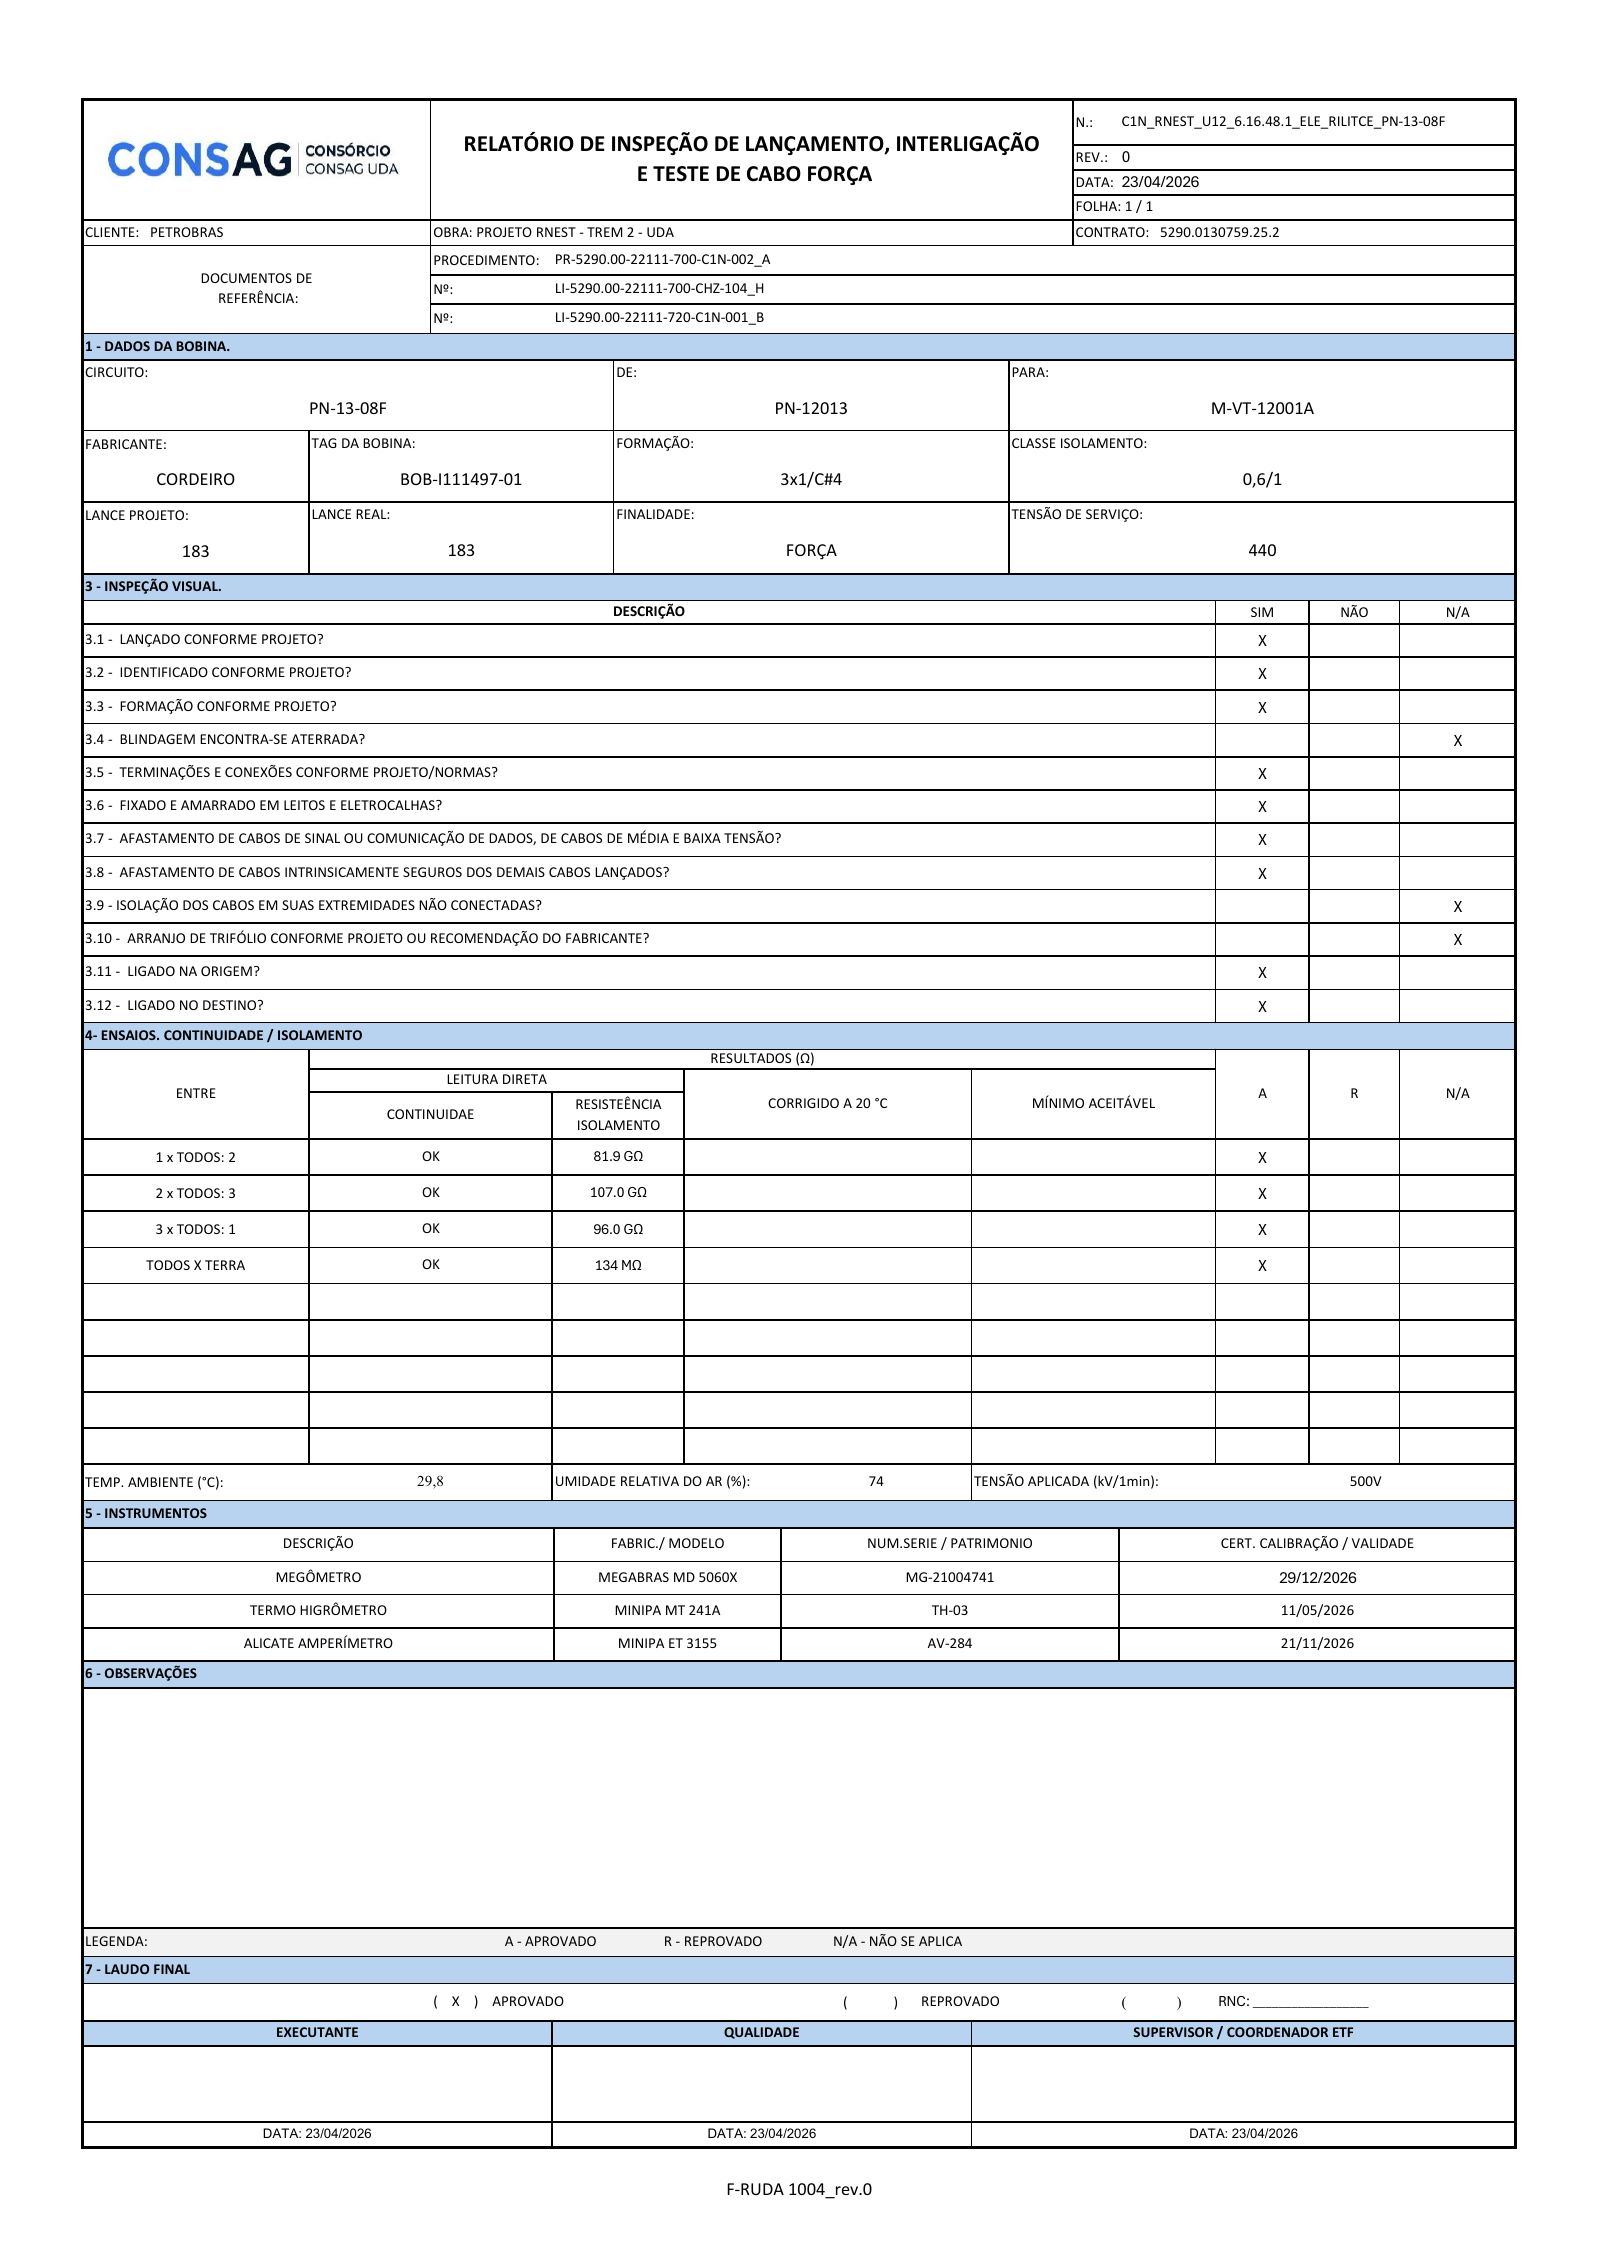 CONSAG CONSÓRCIO CONSAG UDA
RELATÓRIO DE INSPEÇÃO DE LANÇAMENTO, INTERLIGAÇÃO
E TESTE DE CABO FORÇA
N.: C1N_RNEST_U12_6.16.48.1_ELE_RILITCE_PN-13-08F
REV.: 0
DATA: 23/04/2026
FOLHA: 1 / 1
CLIENTE: PETROBRAS OBRA: PROJETO RNEST - TREM 2 - UDA CONTRATO: 5290.0130759.25.2
DOCUMENTOS DE
REFERÊNCIA:
PROCEDIMENTO: PR-5290.00-22111-700-C1N-002_A
Nº: LI-5290.00-22111-700-CHZ-104_H
Nº: LI-5290.00-22111-720-C1N-001_B
1 - DADOS DA BOBINA.
CIRCUITO: DE: PARA:
PN-13-08F PN-12013 M-VT-12001A
FABRICANTE: TAG DA BOBINA: FORMAÇÃO: CLASSE ISOLAMENTO:
CORDEIRO BOB-I111497-01 3x1/C#4 0,6/1
LANCE PROJETO: LANCE REAL: FINALIDADE: TENSÃO DE SERVIÇO:
183 183 FORÇA 440
3 - INSPEÇÃO VISUAL.
DESCRIÇÃO SIM NÃO N/A
3.1 - LANÇADO CONFORME PROJETO? X
3.2 - IDENTIFICADO CONFORME PROJETO? X
3.3 - FORMAÇÃO CONFORME PROJETO? X
3.4 - BLINDAGEM ENCONTRA-SE ATERRADA? X
3.5 - TERMINAÇÕES E CONEXÕES CONFORME PROJETO/NORMAS? X
3.6 - FIXADO E AMARRADO EM LEITOS E ELETROCALHAS? X
3.7 - AFASTAMENTO DE CABOS DE SINAL OU COMUNICAÇÃO DE DADOS, DE CABOS DE MÉDIA E BAIXA TENSÃO? X
3.8 - AFASTAMENTO DE CABOS INTRINSICAMENTE SEGUROS DOS DEMAIS CABOS LANÇADOS? X
3.9 - ISOLAÇÃO DOS CABOS EM SUAS EXTREMIDADES NÃO CONECTADAS? X
3.10 - ARRANJO DE TRIFÓLIO CONFORME PROJETO OU RECOMENDAÇÃO DO FABRICANTE? X
3.11 - LIGADO NA ORIGEM? X
3.12 - LIGADO NO DESTINO? X
4- ENSAIOS. CONTINUIDADE / ISOLAMENTO
RESULTADOS (Ω)
LEITURA DIRETA
ENTRE CONTINUIDAE RESISTEÊNCIA ISOLAMENTO CORRIGIDO A 20 °C MÍNIMO ACEITÁVEL A R N/A
1 x TODOS: 2 OK 81.9 GΩ X
2 x TODOS: 3 OK 107.0 GΩ X
3 x TODOS: 1 OK 96.0 GΩ X
TODOS X TERRA OK 134 MΩ X
TEMP. AMBIENTE (°C): 29,8 UMIDADE RELATIVA DO AR (%): 74 TENSÃO APLICADA (kV/1min): 500V
5 - INSTRUMENTOS
DESCRIÇÃO FABRIC./ MODELO NUM.SERIE / PATRIMONIO CERT. CALIBRAÇÃO / VALIDADE
MEGÔMETRO MEGABRAS MD 5060X MG-21004741 29/12/2026
TERMO HIGRÔMETRO MINIPA MT 241A TH-03 11/05/2026
ALICATE AMPERÍMETRO MINIPA ET 3155 AV-284 21/11/2026
6 - OBSERVAÇÕES
LEGENDA: A - APROVADO R - REPROVADO N/A - NÃO SE APLICA
7 - LAUDO FINAL
( X ) APROVADO ( ) REPROVADO ( ) RNC: ________________
EXECUTANTE QUALIDADE SUPERVISOR / COORDENADOR ETF
DATA: 23/04/2026 DATA: 23/04/2026 DATA: 23/04/2026
F-RUDA 1004_rev.0